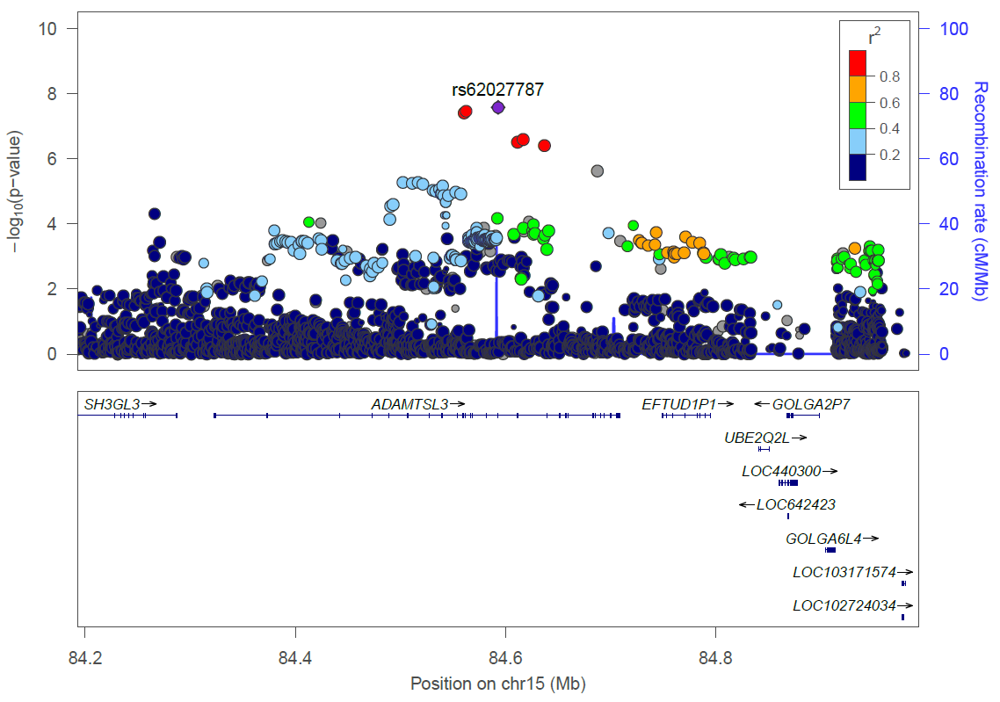 10
8
6
4
2
0
−log10(p−value)
rs62027787
r2
0.8
0.6
0.4
0.2
100
80
60
40
20
0
Recombination rate (cM/Mb)
SH3GL3→ ADAMTSL3→ EFTUD1P1→ ←GOLGA2P7
UBE2Q2L→
LOC440300→
←LOC642423
GOLGA6L4→
LOC103171574→
LOC102724034→
84.2 84.4 84.6 84.8
Position on chr15 (Mb)